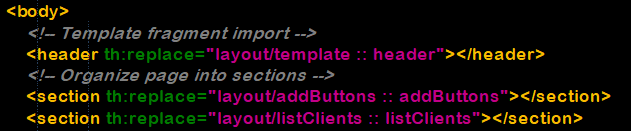 <body>
<!-- Template fragment import -->
<header th:replace="layout/template :: header"></header>
<!-- Organize page into sections -->
<section th:replace="layout/addButtons :: addButtons"></section>
<section th:replace="layout/listClients :: listClients"></section>